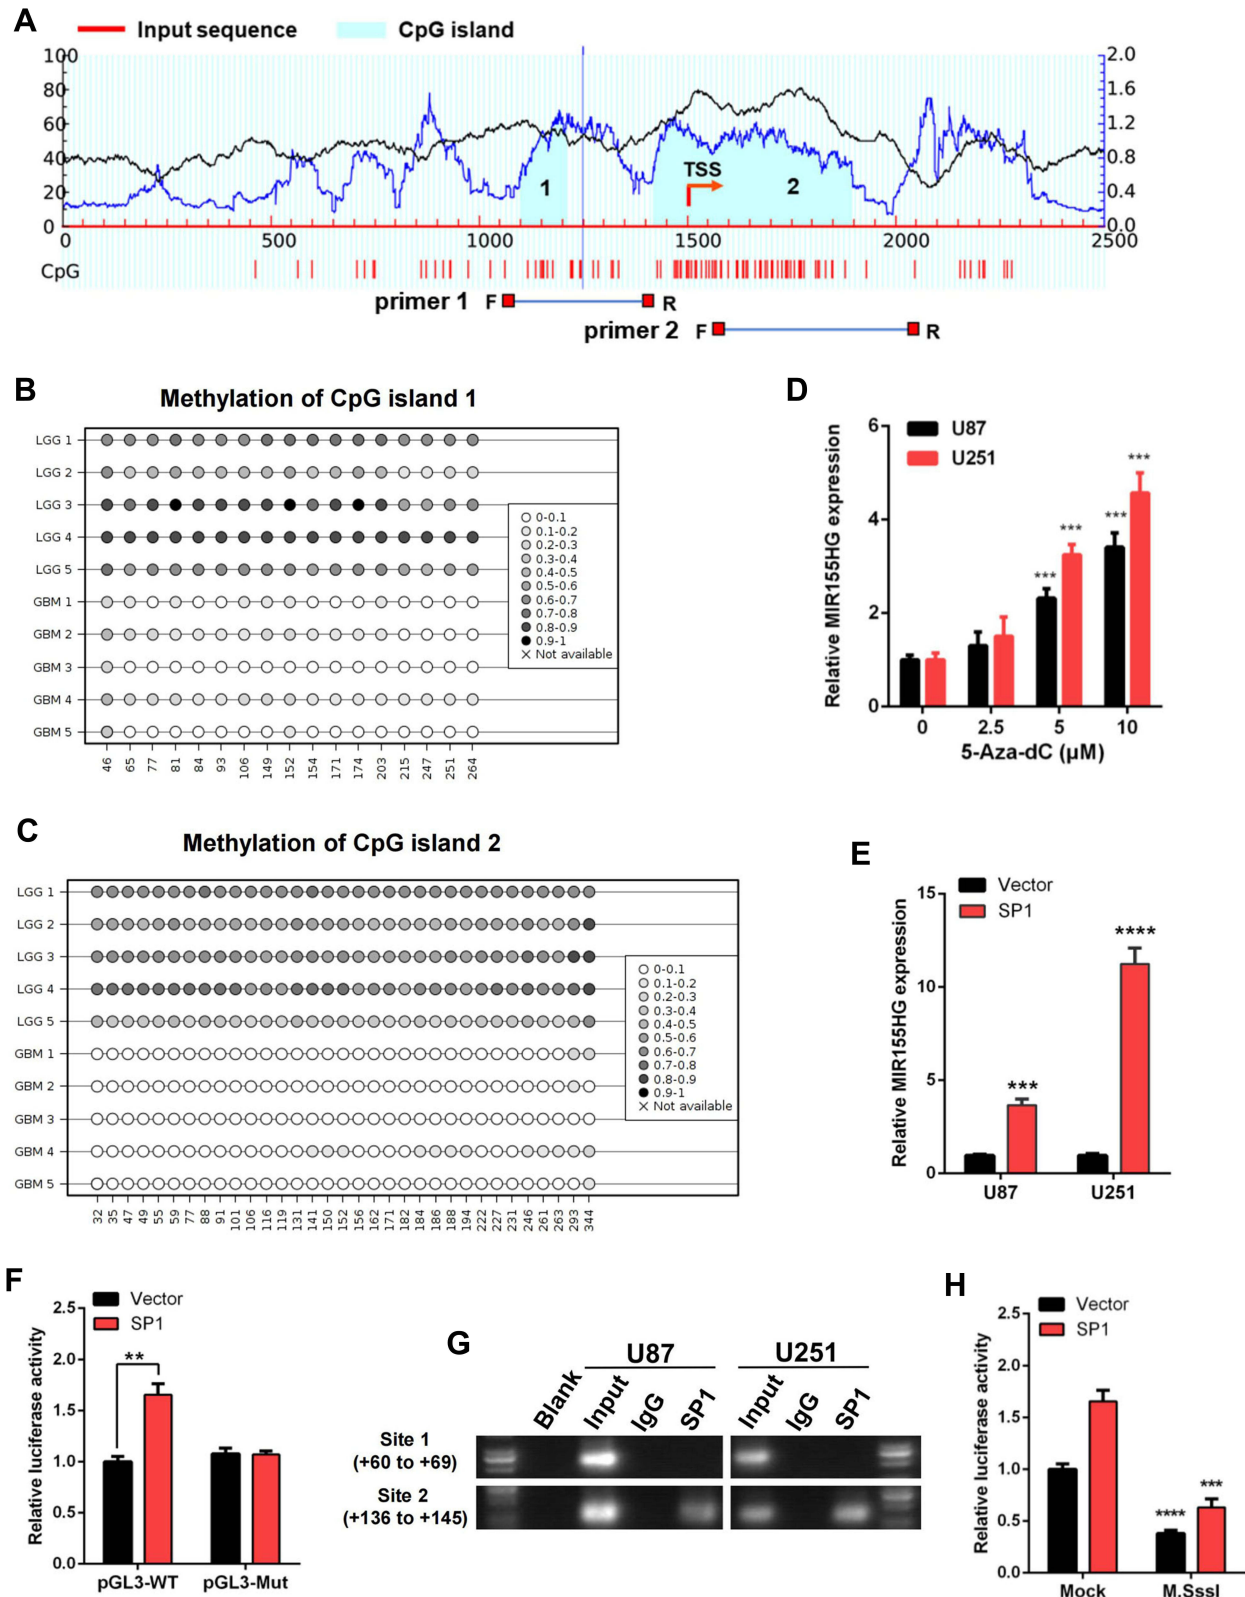 A
Input sequence CpG island
100 2.0
80 1.6
60 1.2
40 0.8
20 0.4
0 0.0
TSS
1 2
0 500 1000 1500 2000 2500
CpG
primer 1 F R
primer 2 F R
B
Methylation of CpG island 1
LGG 1
LGG 2
LGG 3
LGG 4
LGG 5
GBM 1
GBM 2
GBM 3
GBM 4
GBM 5
0-0.1
0.1-0.2
0.2-0.3
0.3-0.4
0.4-0.5
0.5-0.6
0.6-0.7
0.7-0.8
0.8-0.9
0.9-1
Not available
46 65 77 81 84 93 106 149 152 154 171 174 203 215 247 251 264
D
U87
U251
Relative MIR155HG expression
6
4
2
0
*** *** *** ***
0 2.5 5 10
5-Aza-dC (μM)
C
Methylation of CpG island 2
LGG 1
LGG 2
LGG 3
LGG 4
LGG 5
GBM 1
GBM 2
GBM 3
GBM 4
GBM 5
0-0.1
0.1-0.2
0.2-0.3
0.3-0.4
0.4-0.5
0.5-0.6
0.6-0.7
0.7-0.8
0.8-0.9
0.9-1
Not available
32 35 47 49 55 59 77 88 91 101 106 116 119 131 141 150 152 156 162 171 182 184 186 188 194 222 227 231 246 261 263 293 344
E
Vector
SP1
Relative MIR155HG expression
15
10
5
0
*** ****
U87 U251
F
Vector
SP1
Relative luciferase activity
2.5
2.0
1.5
1.0
0.5
0.0
**
pGL3-WT pGL3-Mut
G
U87 U251
Blank Input IgG SP1 Input IgG SP1
Site 1
(+60 to +69)
Site 2
(+136 to +145)
H
Vector
SP1
Relative luciferase activity
2.5
2.0
1.5
1.0
0.5
0.0
**** ***
Mock M.SssI